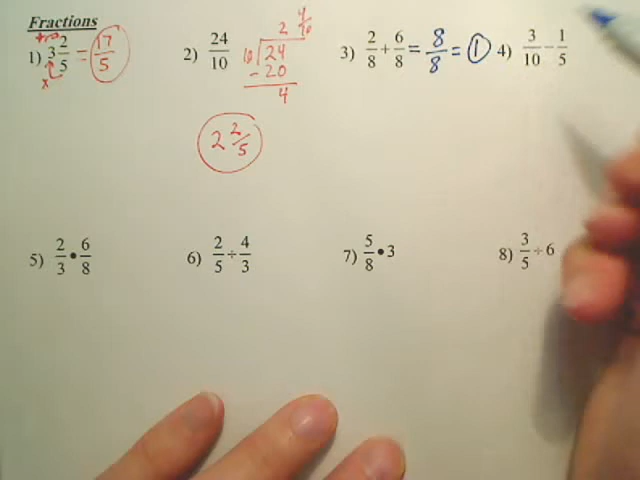 Fractions
1) 3 2/5 = 17/5
+
x
2) 24/10
2 4/10
10 24
- 20
4
2 2/5
3) 2/8 + 6/8 = 8/8 = 1
4) 3/10 - 1/5
5) 2/3 • 6/8
6) 2/5 ÷ 4/3
7) 5/8 • 3
8) 3/5 ÷ 6